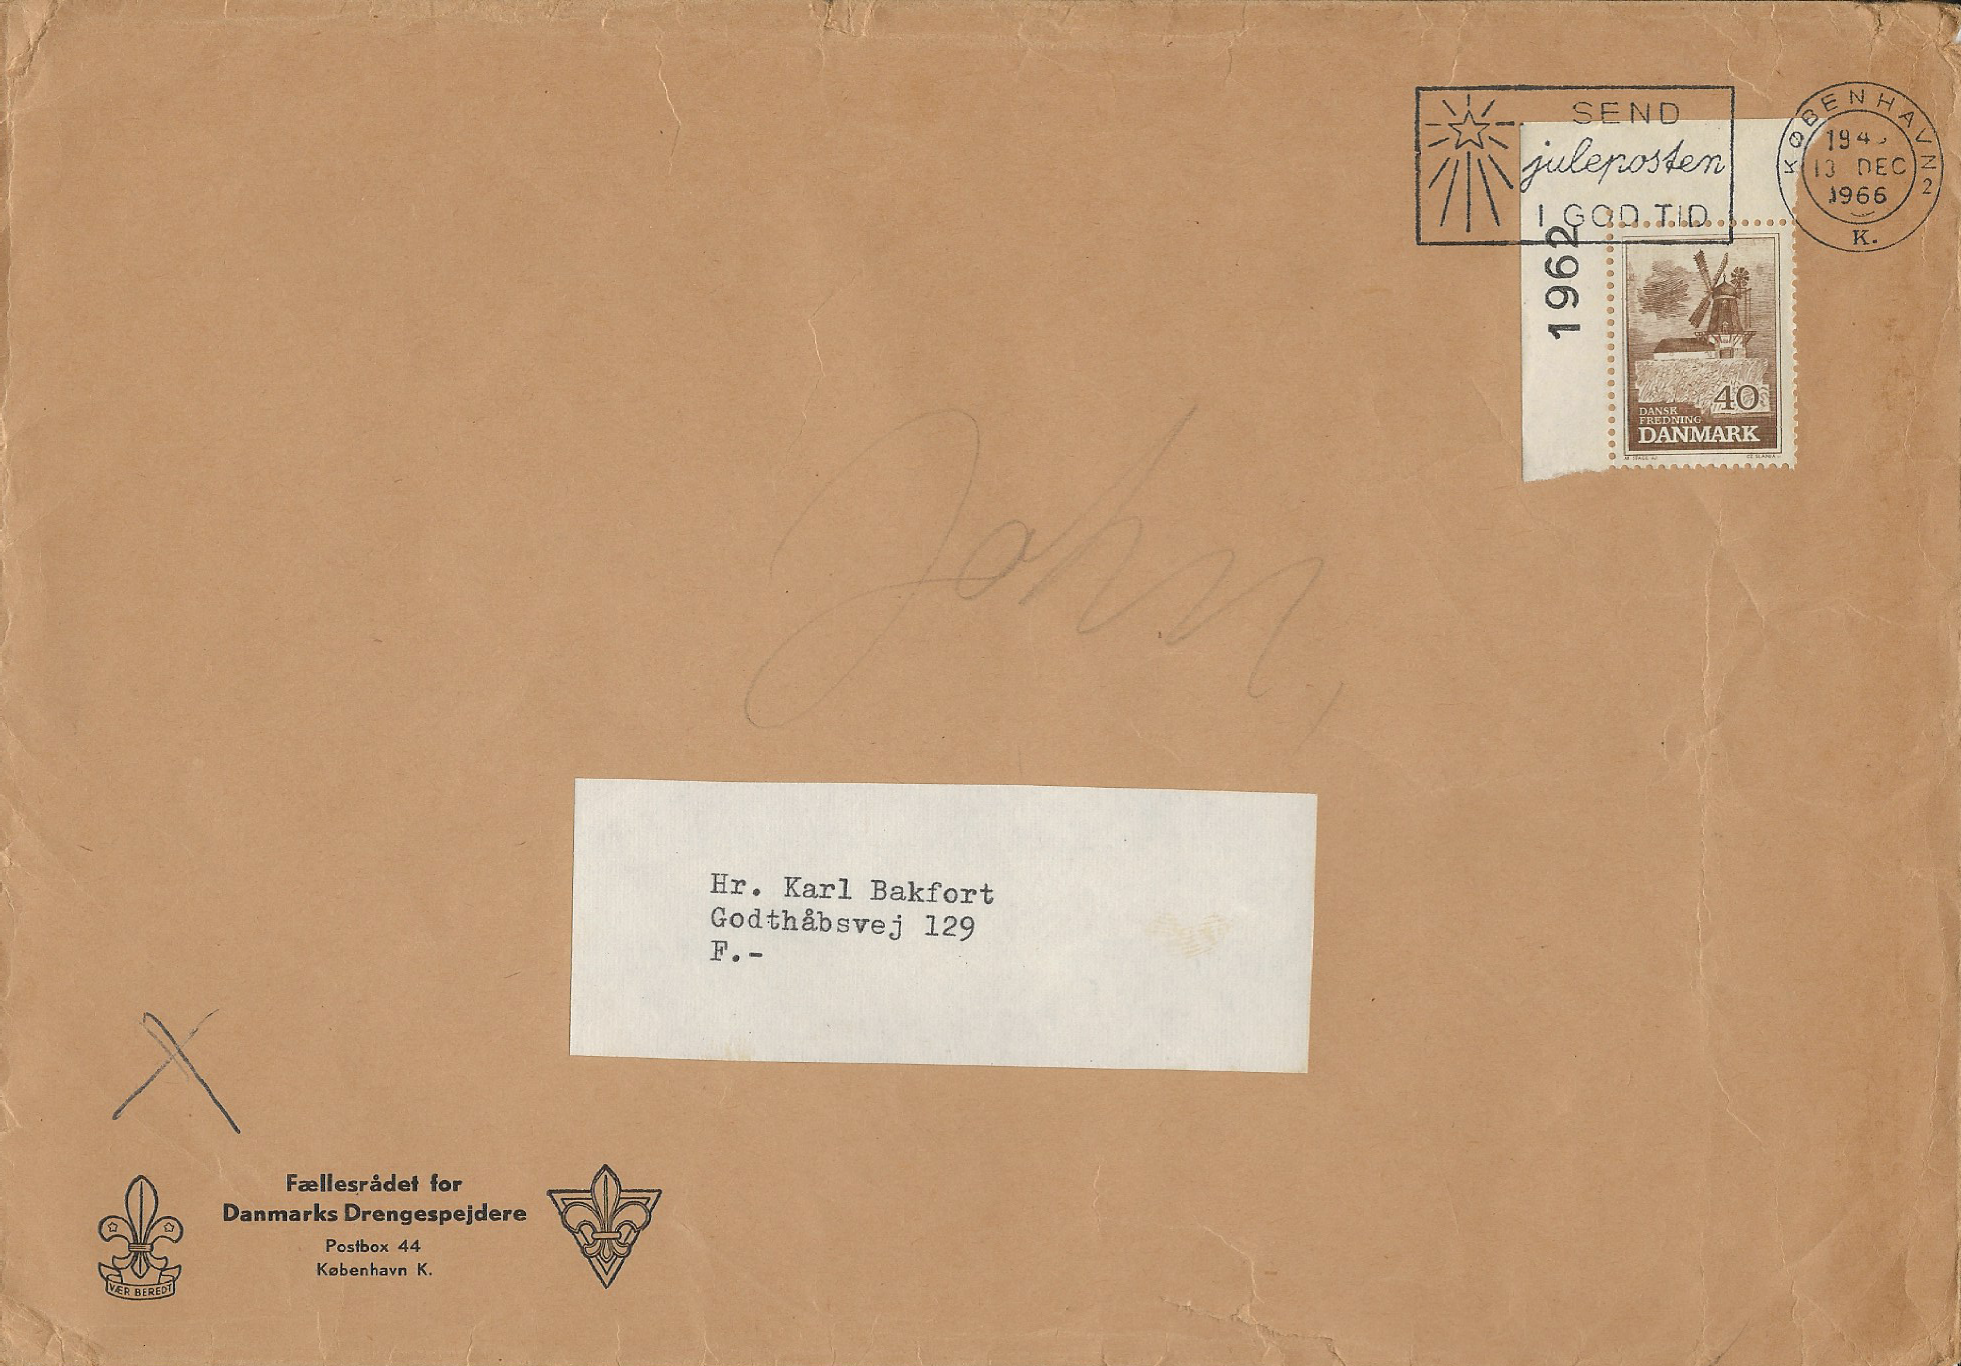 SEND
juleposten
I GOD TID
KØBENHAVN 2
13 DEC
1966
K.
1962
40
DANSK
FREDNING
DANMARK
John,
Hr. Karl Bakfort
Godthåbsvej 129
F.-
X
Fællesrådet for
Danmarks Drengespejdere
Postbox 44
København K.
VÆR BEREDT